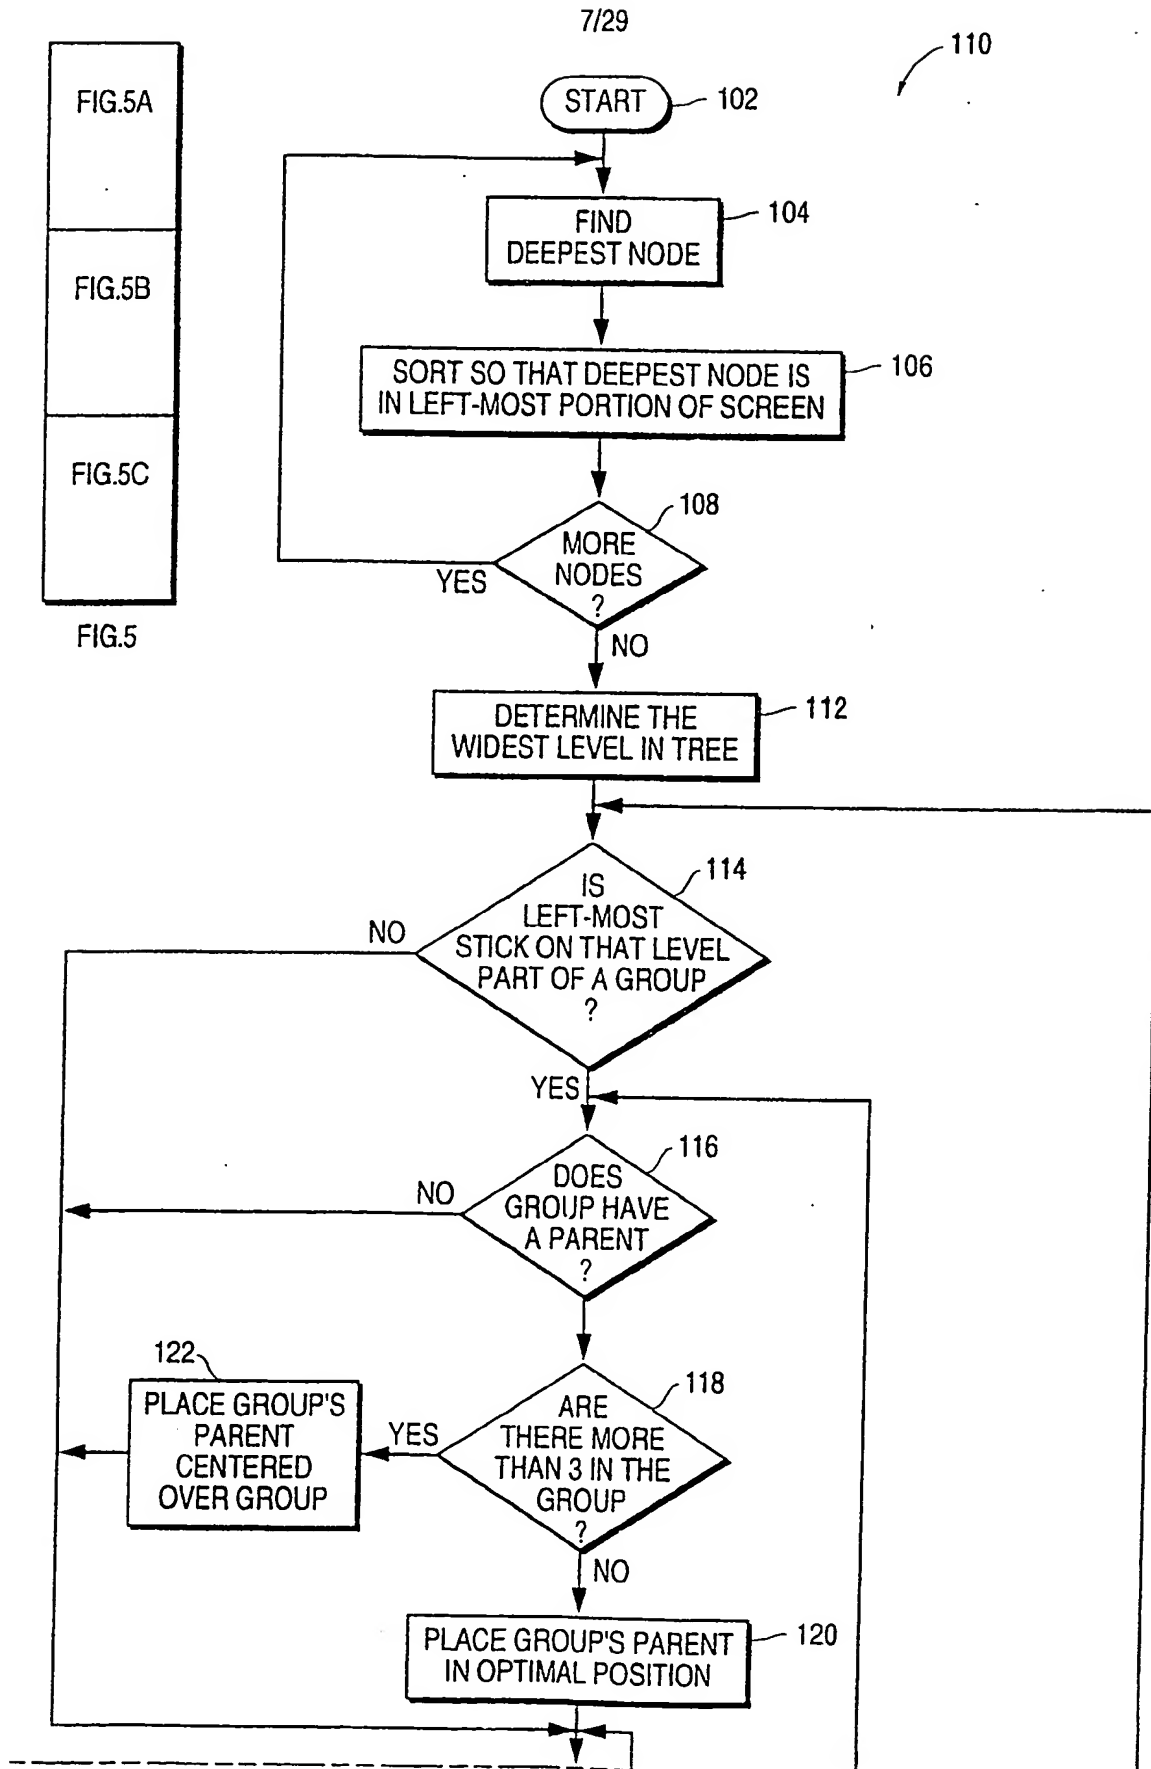 7/29
110
FIG.5A
FIG.5B
FIG.5C
FIG.5
START
102
FIND
DEEPEST NODE
104
SORT SO THAT DEEPEST NODE IS
IN LEFT-MOST PORTION OF SCREEN
106
MORE
NODES
?
108
YES
NO
DETERMINE THE
WIDEST LEVEL IN TREE
112
IS
LEFT-MOST
STICK ON THAT LEVEL
PART OF A GROUP
?
114
NO
YES
DOES
GROUP HAVE
A PARENT
?
116
NO
ARE
THERE MORE
THAN 3 IN THE
GROUP
?
118
YES
122
PLACE GROUP'S
PARENT
CENTERED
OVER GROUP
NO
PLACE GROUP'S PARENT
IN OPTIMAL POSITION
120